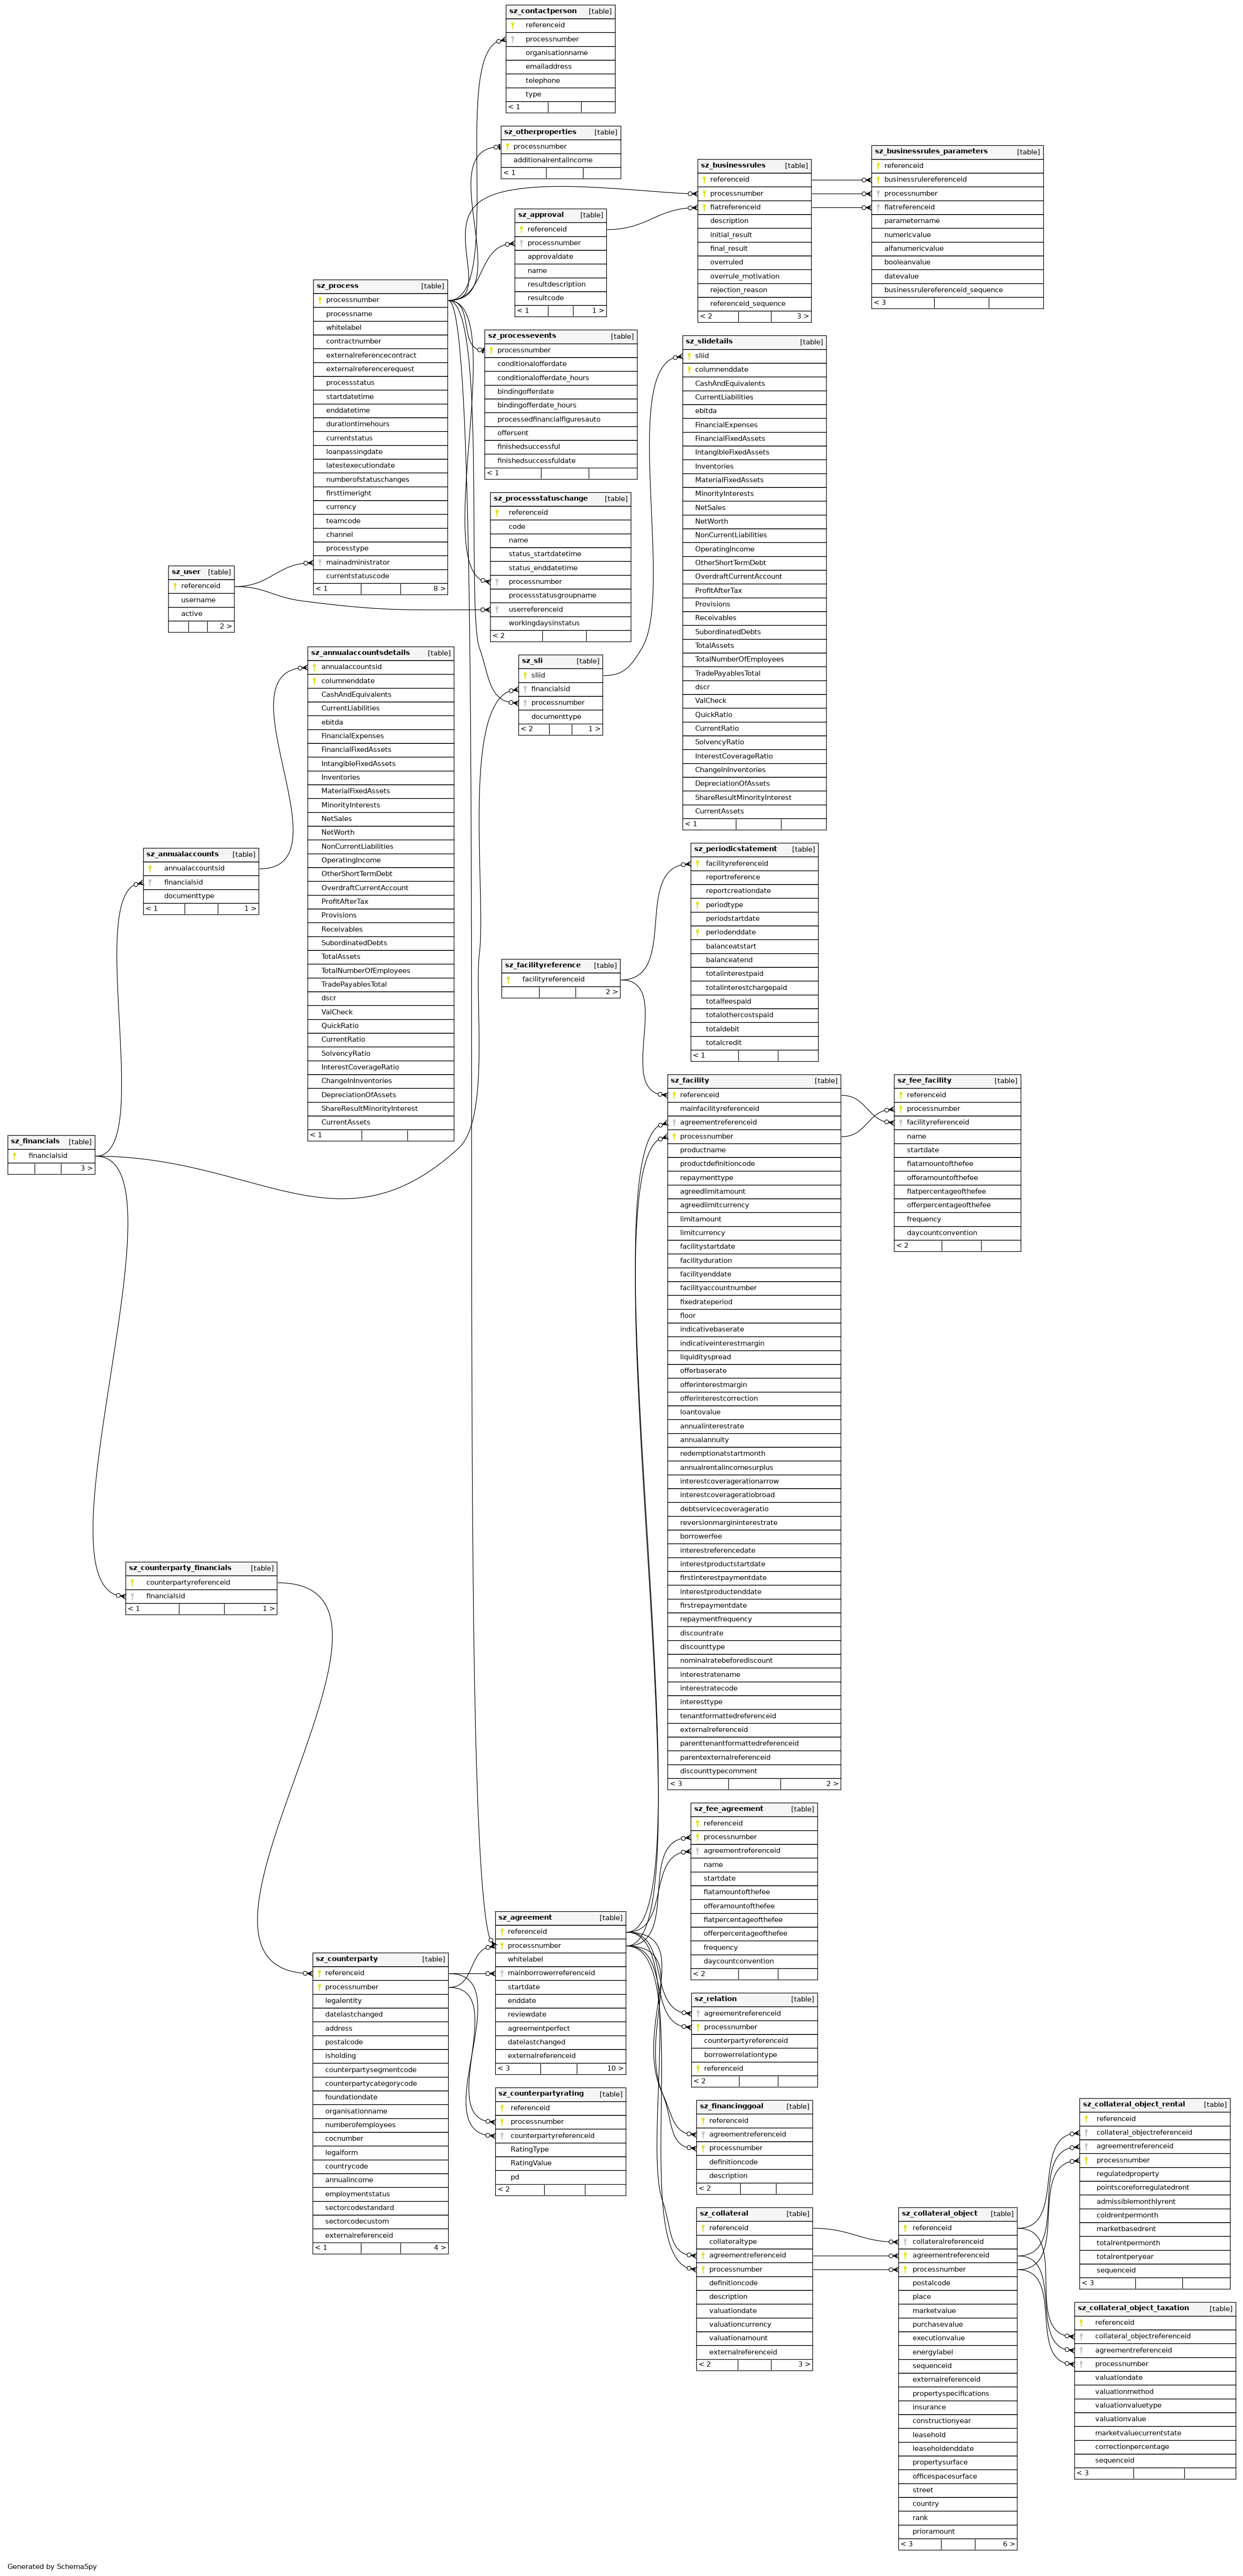 sz_contactperson [table]
referenceid
processnumber
organisationname
emailaddress
telephone
type
< 1
sz_otherproperties [table]
processnumber
additionalrentalincome
< 1
sz_businessrules [table]
referenceid
processnumber
fiatreferenceid
description
initial_result
final_result
overruled
overrule_motivation
rejection_reason
referenceid_sequence
< 2 3 >
sz_businessrules_parameters [table]
referenceid
businessrulereferenceid
processnumber
fiatreferenceid
parametername
numericvalue
alfanumericvalue
booleanvalue
datevalue
businessrulereferenceid_sequence
< 3
sz_approval [table]
referenceid
processnumber
approvaldate
name
resultdescription
resultcode
< 1 1 >
sz_process [table]
processnumber
processname
whitelabel
contractnumber
externalreferencecontract
externalreferencerequest
processstatus
startdatetime
enddatetime
durationtimehours
currentstatus
loanpassingdate
latestexecutiondate
numberofstatuschanges
firsttimeright
currency
teamcode
channel
processtype
mainadministrator
currentstatuscode
< 1 8 >
sz_processevents [table]
processnumber
conditionalofferdate
conditionalofferdate_hours
bindingofferdate
bindingofferdate_hours
processedfinancialfiguresauto
offersent
finishedsuccessful
finishedsuccessfuldate
< 1
sz_slidetails [table]
sliid
columnenddate
CashAndEquivalents
CurrentLiabilities
ebitda
FinancialExpenses
FinancialFixedAssets
IntangibleFixedAssets
Inventories
MaterialFixedAssets
MinorityInterests
NetSales
NetWorth
NonCurrentLiabilities
OperatingIncome
OtherShortTermDebt
OverdraftCurrentAccount
ProfitAfterTax
Provisions
Receivables
SubordinatedDebts
TotalAssets
TotalNumberOfEmployees
TradePayablesTotal
dscr
ValCheck
QuickRatio
CurrentRatio
SolvencyRatio
InterestCoverageRatio
ChangeInInventories
DepreciationOfAssets
ShareResultMinorityInterest
CurrentAssets
< 1
sz_processstatuschange [table]
referenceid
code
name
status_startdatetime
status_enddatetime
processnumber
processstatusgroupname
userreferenceid
workingdaysinstatus
< 2
sz_user [table]
referenceid
username
active
2 >
sz_annualaccountsdetails [table]
annualaccountsid
columnenddate
CashAndEquivalents
CurrentLiabilities
ebitda
FinancialExpenses
FinancialFixedAssets
IntangibleFixedAssets
Inventories
MaterialFixedAssets
MinorityInterests
NetSales
NetWorth
NonCurrentLiabilities
OperatingIncome
OtherShortTermDebt
OverdraftCurrentAccount
ProfitAfterTax
Provisions
Receivables
SubordinatedDebts
TotalAssets
TotalNumberOfEmployees
TradePayablesTotal
dscr
ValCheck
QuickRatio
CurrentRatio
SolvencyRatio
InterestCoverageRatio
ChangeInInventories
DepreciationOfAssets
ShareResultMinorityInterest
CurrentAssets
< 1
sz_sli [table]
sliid
financialsid
processnumber
documenttype
< 2 1 >
sz_annualaccounts [table]
annualaccountsid
financialsid
documenttype
< 1 1 >
sz_periodicstatement [table]
facilityreferenceid
reportreference
reportcreationdate
periodtype
periodstartdate
periodenddate
balanceatstart
balanceatend
totalinterestpaid
totalinterestchargepaid
totalfeespaid
totalothercostspaid
totaldebit
totalcredit
< 1
sz_facilityreference [table]
facilityreferenceid
2 >
sz_facility [table]
referenceid
mainfacilityreferenceid
agreementreferenceid
processnumber
productname
productdefinitioncode
repaymenttype
agreedlimitamount
agreedlimitcurrency
limitamount
limitcurrency
facilitystartdate
facilityduration
facilityenddate
facilityaccountnumber
fixedrateperiod
floor
indicativebaserate
indicativeinterestmargin
liquidityspread
offerbaserate
offerinterestmargin
offerinterestcorrection
loantovalue
annualinterestrate
annualannuity
redemptionatstartmonth
annualrentalincomesurplus
interestcoverageratinarrow
interestcoverageratiobroad
debtservicecoverageratio
reversionmargininterestrate
borrowerfee
interestreferencedate
interestproductstartdate
firstinterestpaymentdate
interestproductenddate
firstrepaymentdate
repaymentfrequency
discountrate
discounttype
nominalratebeforediscount
interestratename
interestratecode
interesttype
tenantformattedreferenceid
externalreferenceid
parenttenantformattedreferenceid
parentexternalreferenceid
discounttypecomment
< 3 2 >
sz_fee_facility [table]
referenceid
processnumber
facilityreferenceid
name
startdate
fiatamountofthefee
offeramountofthefee
fiatpercentageofthefee
offerpercentageofthefee
frequency
daycountconvention
< 2
sz_financials [table]
financialsid
3 >
sz_counterparty_financials [table]
counterpartyreferenceid
financialsid
< 1 1 >
sz_fee_agreement [table]
referenceid
processnumber
agreementreferenceid
name
startdate
fiatamountofthefee
offeramountofthefee
fiatpercentageofthefee
offerpercentageofthefee
frequency
daycountconvention
< 2
sz_agreement [table]
referenceid
processnumber
whitelabel
mainborrowerreferenceid
startdate
enddate
reviewdate
agreementperfect
datelastchanged
externalreferenceid
< 3 10 >
sz_counterparty [table]
referenceid
processnumber
legalentity
datelastchanged
address
postalcode
isholding
counterpartysegmentcode
counterpartycategorycode
foundationdate
organisationname
numberofemployees
cocnumber
legalform
countrycode
annualincome
employmentstatus
sectorcodestandard
sectorcodecustom
externalreferenceid
< 1 4 >
sz_relation [table]
agreementreferenceid
processnumber
counterpartyreferenceid
borrowerrelationtype
referenceid
< 2
sz_counterpartyrating [table]
referenceid
processnumber
counterpartyreferenceid
RatingType
RatingValue
pd
< 2
sz_financinggoal [table]
referenceid
agreementreferenceid
processnumber
definitioncode
description
< 2
sz_collateral [table]
referenceid
collateraltype
agreementreferenceid
processnumber
definitioncode
description
valuationdate
valuationcurrency
valuationamount
externalreferenceid
< 2 3 >
sz_collateral_object [table]
referenceid
collateralreferenceid
agreementreferenceid
processnumber
postalcode
place
marketvalue
purchasevalue
executionvalue
energylabel
sequenceid
externalreferenceid
propertyspecifications
insurance
constructionyear
leasehold
leaseholdenddate
propertysurface
officespacesurface
street
country
rank
prioramount
< 3 6 >
sz_collateral_object_rental [table]
referenceid
collateral_objectreferenceid
agreementreferenceid
processnumber
regulatedproperty
pointscoreforregulatedrent
admissiblemonthlyrent
coldrentpermonth
marketbasedrent
totalrentpermonth
totalrentperyear
sequenceid
< 3
sz_collateral_object_taxation [table]
referenceid
collateral_objectreferenceid
agreementreferenceid
processnumber
valuationdate
valuationmethod
valuationvaluetype
valuationvalue
marketvaluecurrentstate
correctionpercentage
sequenceid
< 3
Generated by SchemaSpy